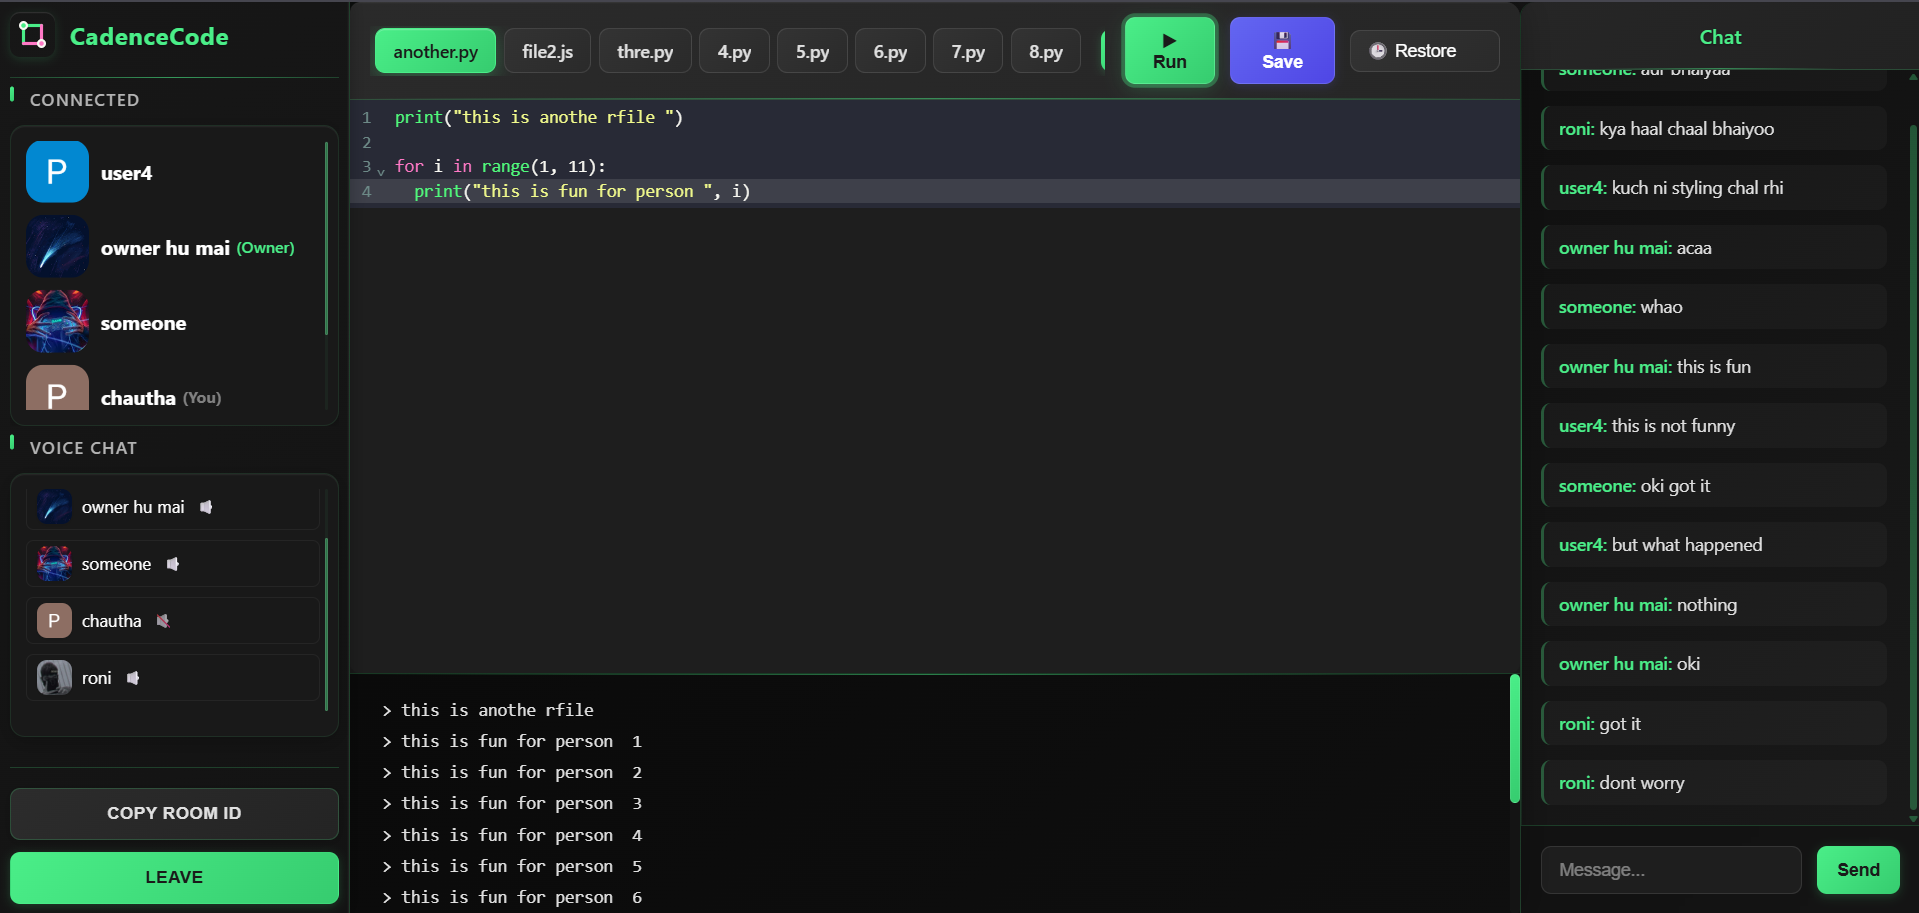 CadenceCode
CONNECTED
P user4
owner hu mai (Owner)
someone
P chautha (You)
VOICE CHAT
owner hu mai
someone
P chautha
roni
COPY ROOM ID
LEAVE
another.py file2.js thre.py 4.py 5.py 6.py 7.py 8.py
Run
Save
Restore
1 print("this is anothe rfile ")
2
3 for i in range(1, 11):
4 print("this is fun for person ", i)
> this is anothe rfile
> this is fun for person  1
> this is fun for person  2
> this is fun for person  3
> this is fun for person  4
> this is fun for person  5
> this is fun for person  6
Chat
someone: aur bhaiyaa
roni: kya haal chaal bhaiyoo
user4: kuch ni styling chal rhi
owner hu mai: acaa
someone: whao
owner hu mai: this is fun
user4: this is not funny
someone: oki got it
user4: but what happened
owner hu mai: nothing
owner hu mai: oki
roni: got it
roni: dont worry
Message...
Send